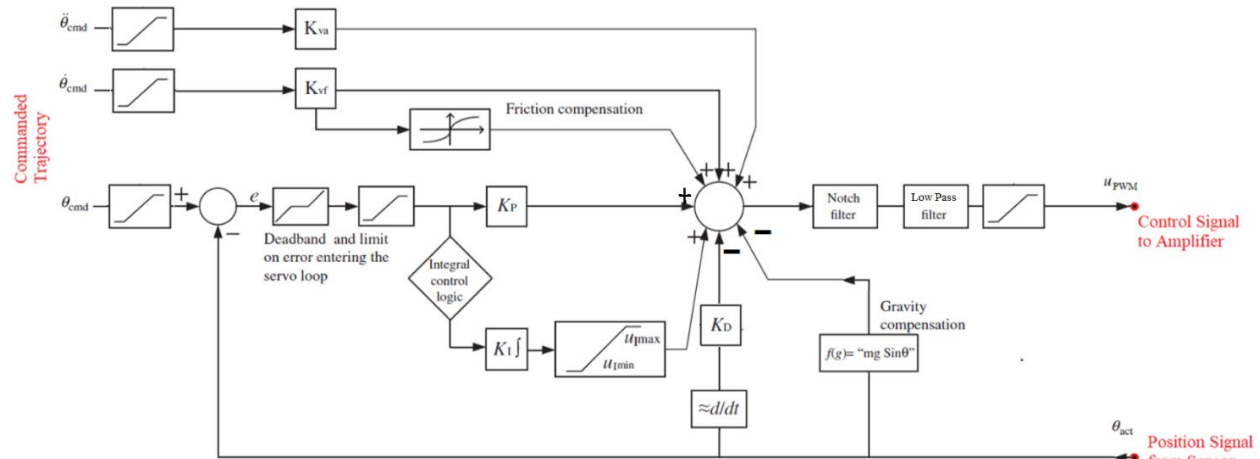 Commanded
Trajectory
θ̈cmd
Kva
θ̇cmd
Kvf
Friction compensation
+
+
+
+
θcmd
+
−
e
Deadband and limit
on error entering the
servo loop
KP
+
−
−
Notch
filter
Low Pass
filter
uPWM
Control Signal
to Amplifier
Integral
control
logic
KI ∫
uImax
uImin
KD
≈d/dt
Gravity
compensation
f(g)= “mg Sinθ”
θact
Position Signal
from Sensor